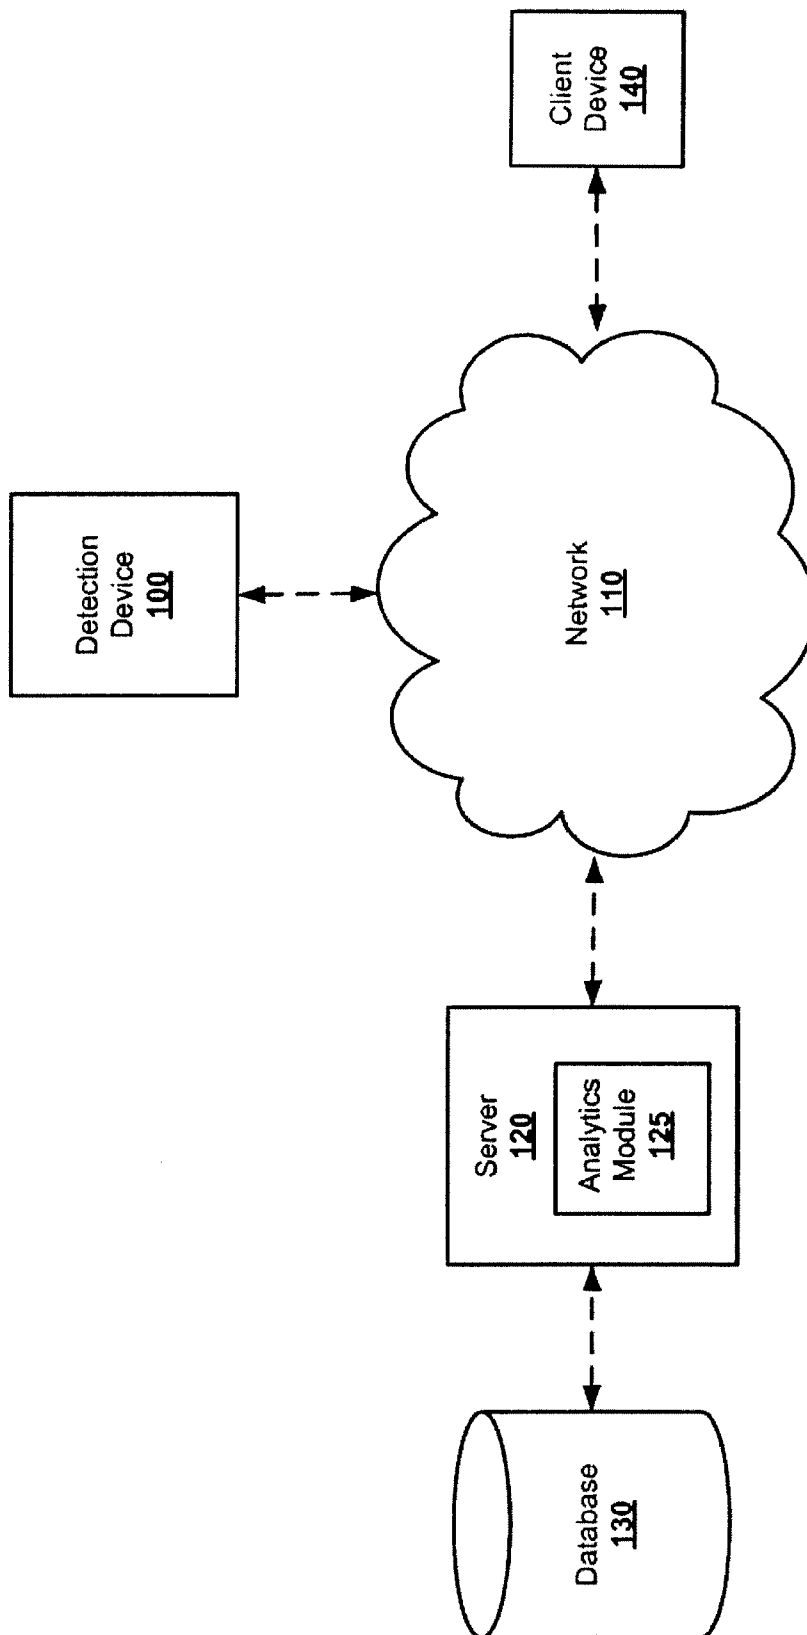 Detection
Device
100
Database
130
Server
120
Analytics
Module
125
Network
110
Client
Device
140